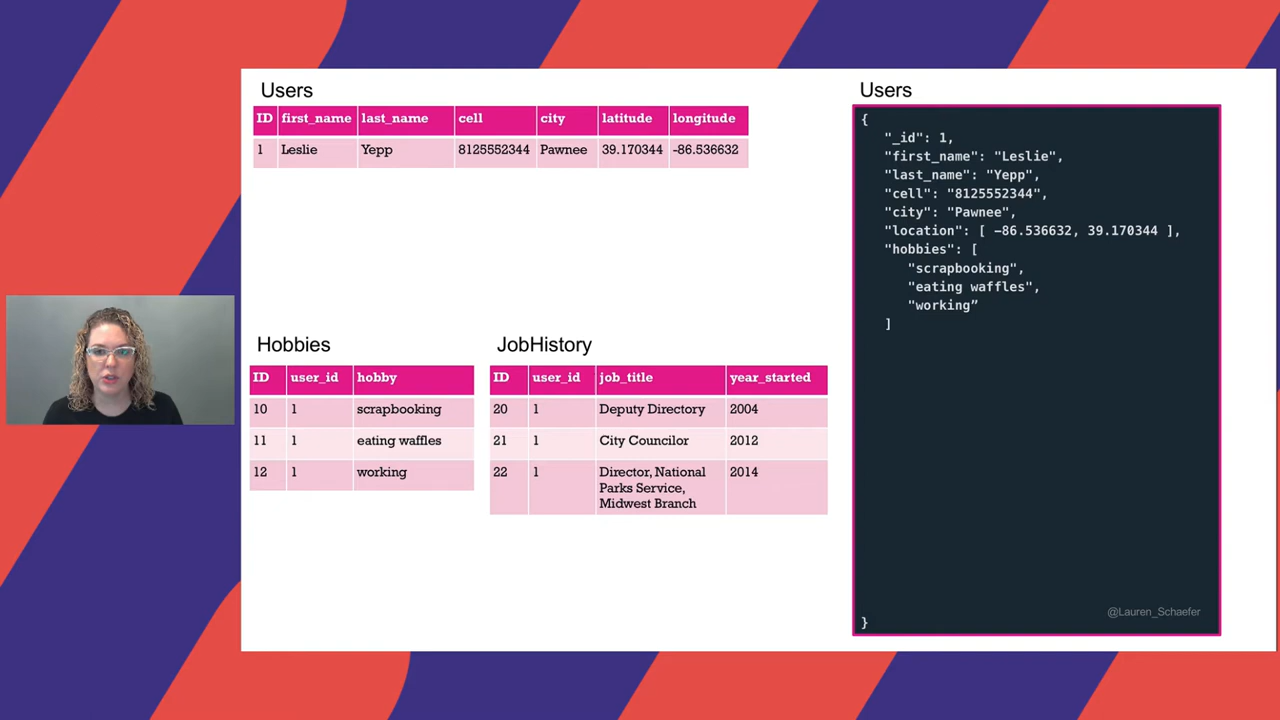 Users
ID first_name last_name cell city latitude longitude
1 Leslie Yepp 8125552344 Pawnee 39.170344 -86.536632
Hobbies
ID user_id hobby
10 1 scrapbooking
11 1 eating waffles
12 1 working
JobHistory
ID user_id job_title year_started
20 1 Deputy Directory 2004
21 1 City Councilor 2012
22 1 Director, National 2014
Parks Service,
Midwest Branch
Users
{
"_id": 1,
"first_name": "Leslie",
"last_name": "Yepp",
"cell": "8125552344",
"city": "Pawnee",
"location": [ -86.536632, 39.170344 ],
"hobbies": [
"scrapbooking",
"eating waffles",
"working”
]
@Lauren_Schaefer
}